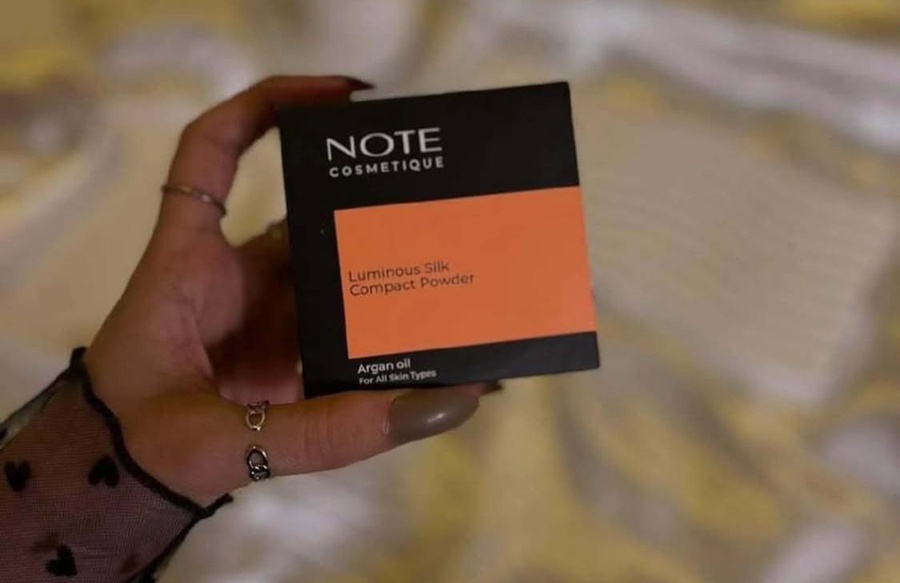 NOTE
COSMETIQUE
Luminous Silk
Compact Powder
Argan oil
For All Skin Types